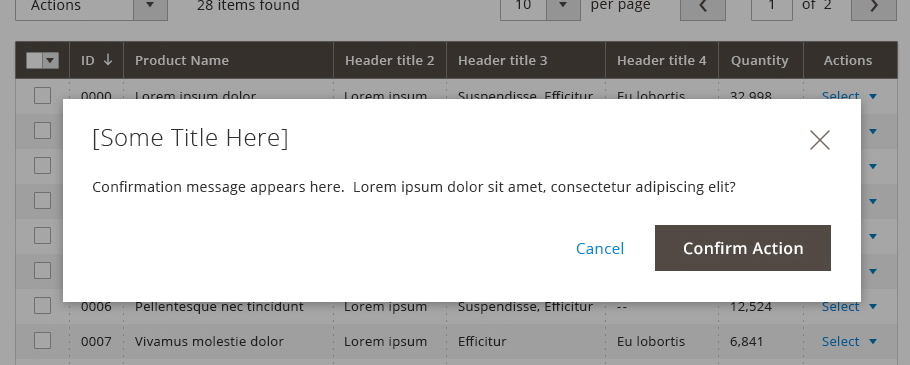 Actions 28 items found 10 per page 1 of 2
ID Product Name Header title 2 Header title 3 Header title 4 Quantity Actions
0000 Lorem ipsum dolor Lorem ipsum Suspendisse, Efficitur Eu lobortis 32,998 Select
[Some Title Here]
Confirmation message appears here. Lorem ipsum dolor sit amet, consectetur adipiscing elit?
Cancel Confirm Action
0006 Pellentesque nec tincidunt Lorem ipsum Suspendisse, Efficitur -- 12,524 Select
0007 Vivamus molestie dolor Lorem ipsum Efficitur Eu lobortis 6,841 Select